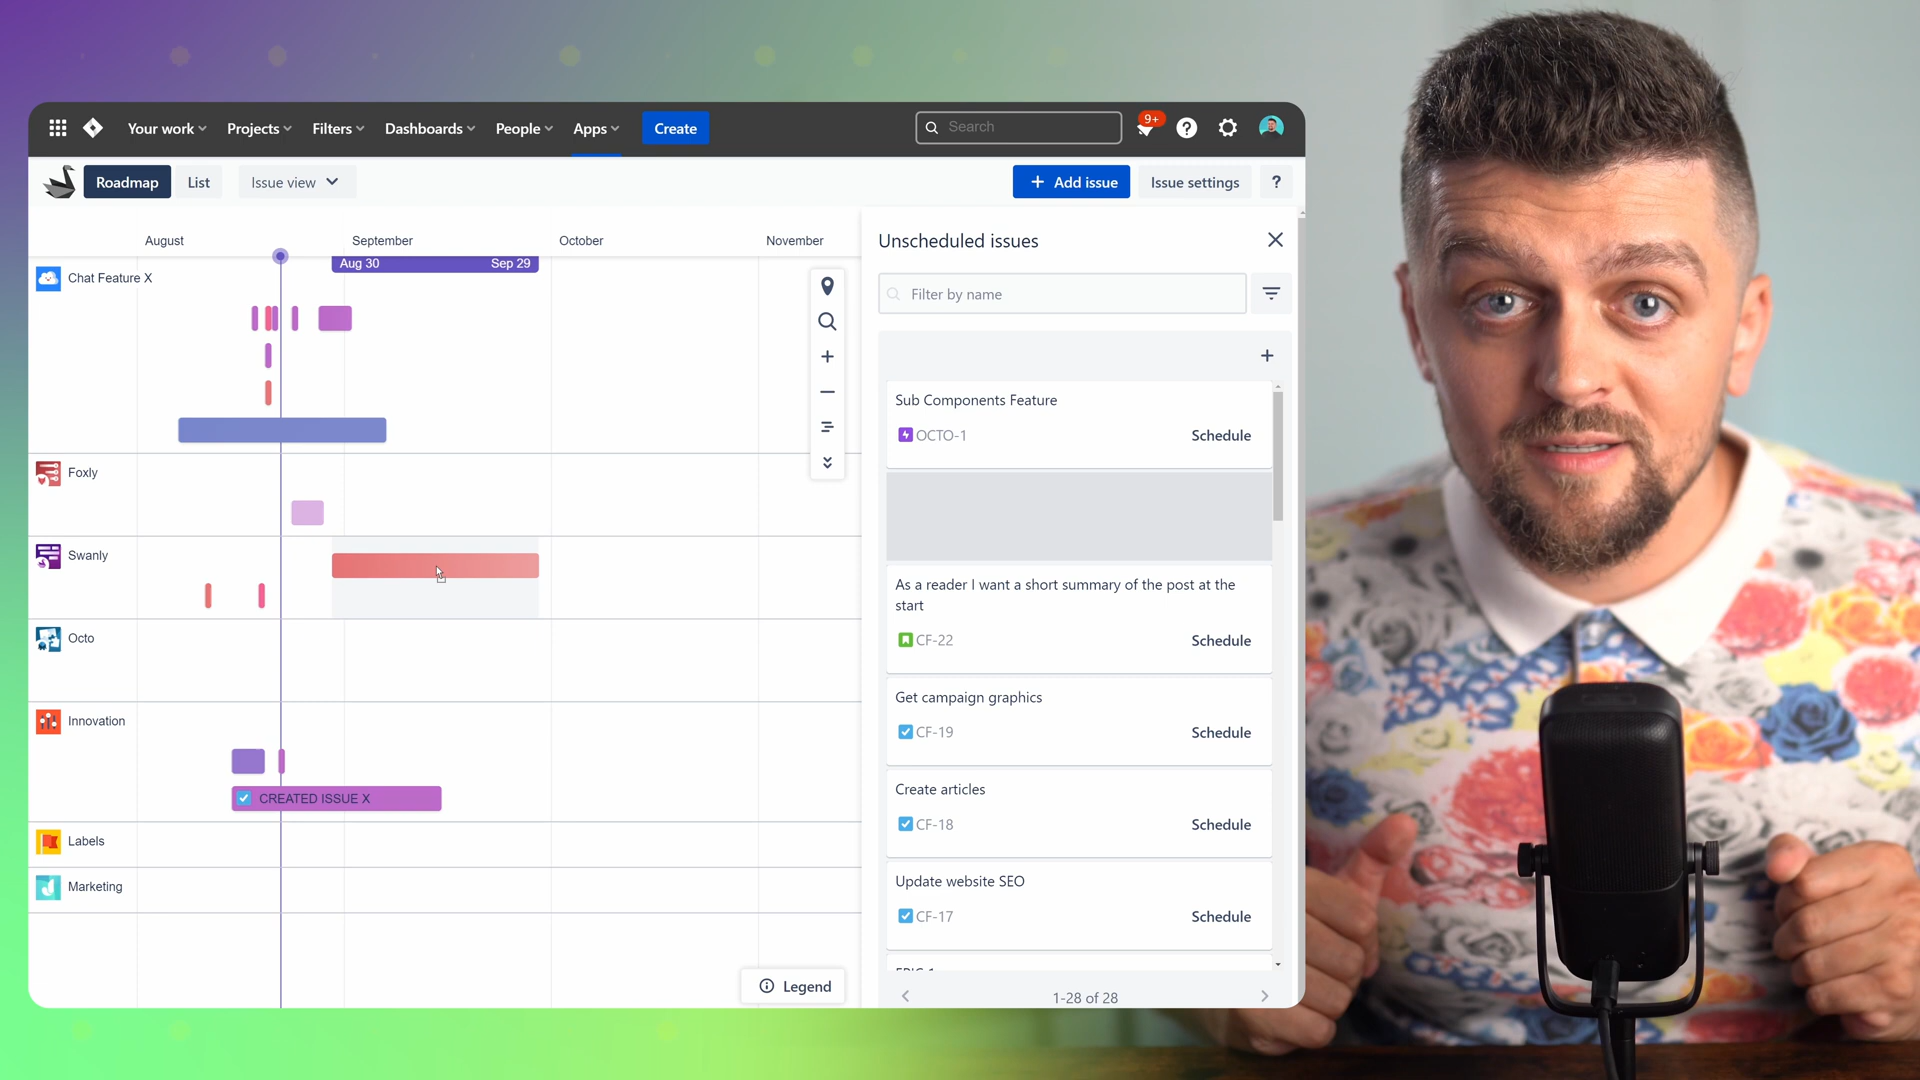 Your work
Projects
Filters
Dashboards
People
Apps
Create
Search
9+
Roadmap
List
Issue view
+ Add issue
Issue settings
?
August
September
October
November
Aug 30
Sep 29
Chat Feature X
Foxly
Swanly
Octo
Innovation
CREATED ISSUE X
Labels
Marketing
Legend
Unscheduled issues
Filter by name
Sub Components Feature
OCTO-1
Schedule
As a reader I want a short summary of the post at the
start
CF-22
Schedule
Get campaign graphics
CF-19
Schedule
Create articles
CF-18
Schedule
Update website SEO
CF-17
Schedule
1-28 of 28